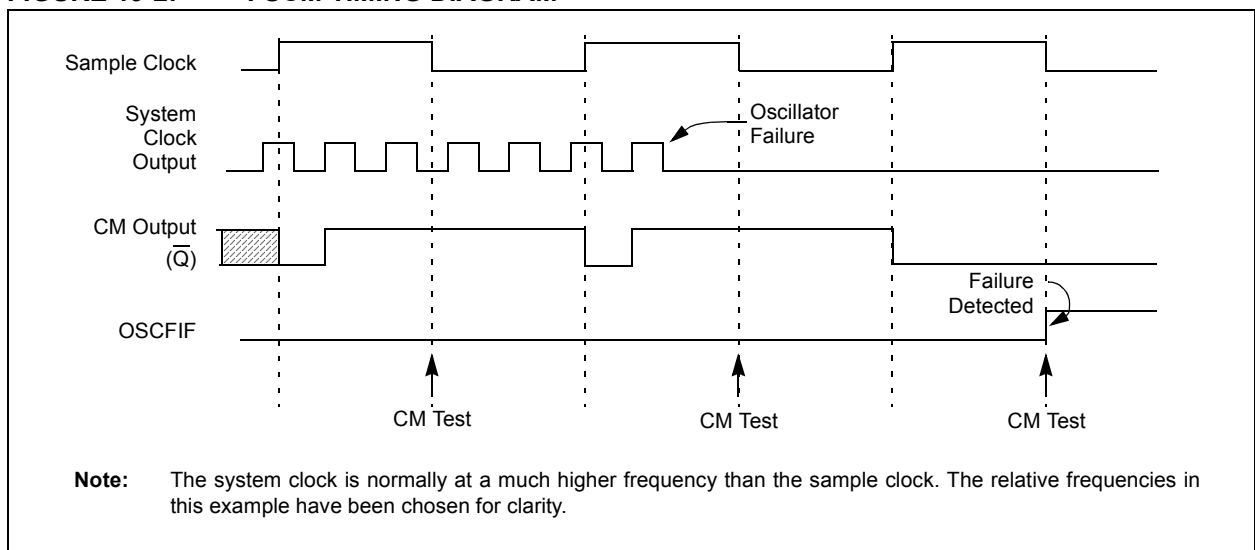 Sample Clock
System
Clock
Output
Oscillator
Failure
CM Output
(Q̅)
Failure
Detected
OSCFIF
CM Test
CM Test
CM Test
Note: The system clock is normally at a much higher frequency than the sample clock. The relative frequencies in
this example have been chosen for clarity.